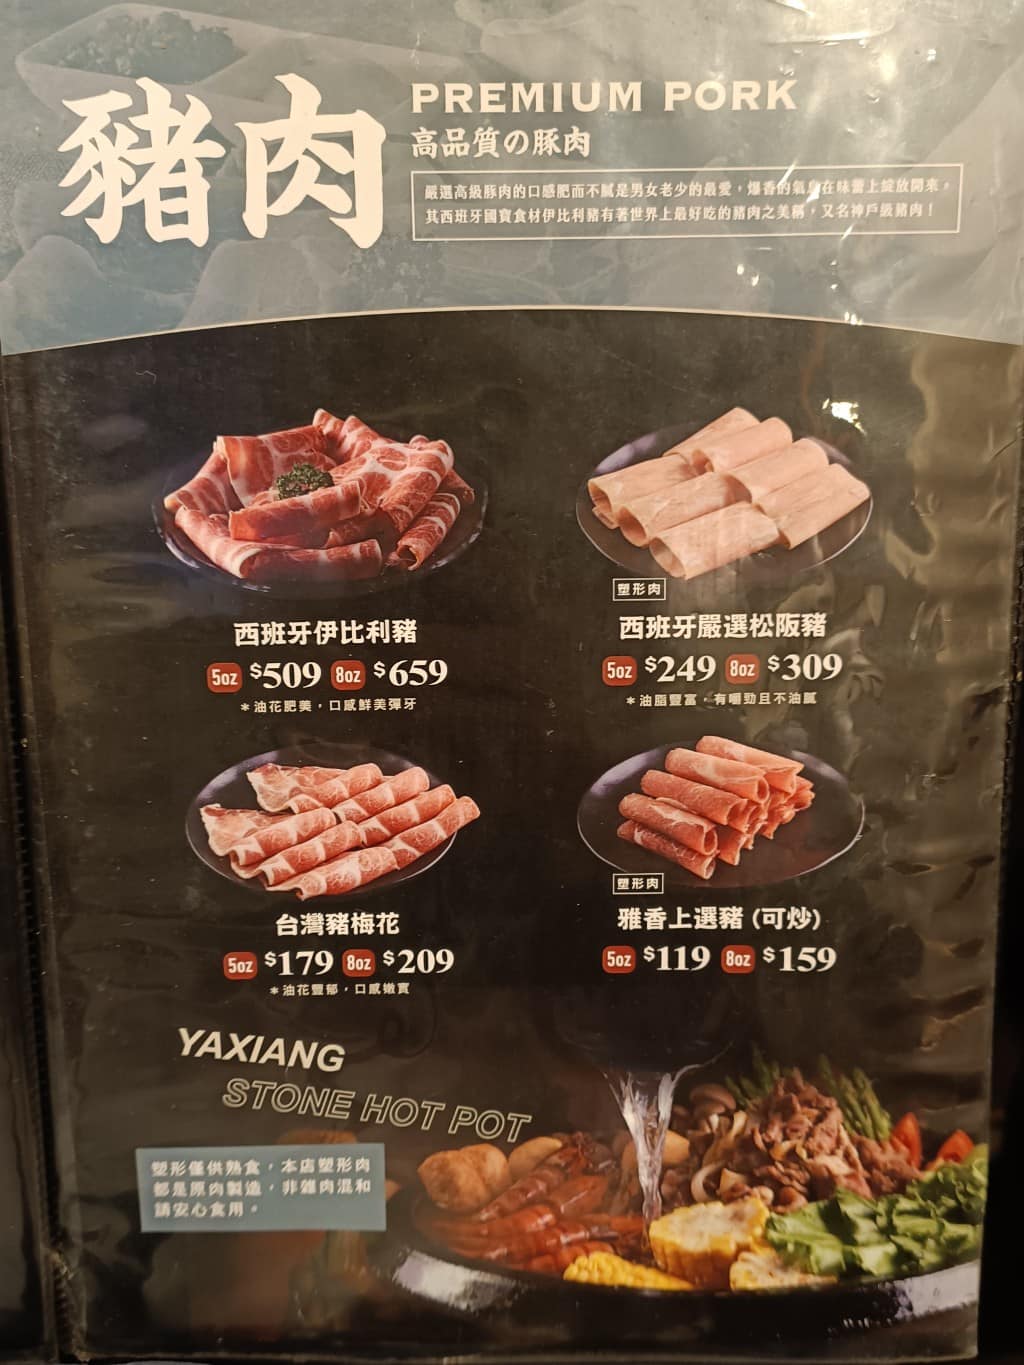 豬肉
PREMIUM PORK
高品質の豚肉
嚴選高級豚肉的口感肥而不膩是男女老少的最愛，爆香的氣息在味蕾上綻放開來。
其西班牙國寶食材伊比利豬有著世界上最好吃的豬肉之美稱，又名神戶級豬肉！
西班牙伊比利豬
5oz $509 8oz $659
＊油花肥美，口感鮮美彈牙
塑形肉
西班牙嚴選松阪豬
5oz $249 8oz $309
＊油脂豐富，有嚼勁且不油膩
台灣豬梅花
5oz $179 8oz $209
＊油花豐郁，口感嫩實
塑形肉
雅香上選豬 (可炒)
5oz $119 8oz $159
YAXIANG
STONE HOT POT
塑形僅供熟食，本店塑形肉
都是原肉製造，非雜肉混和
請安心食用。